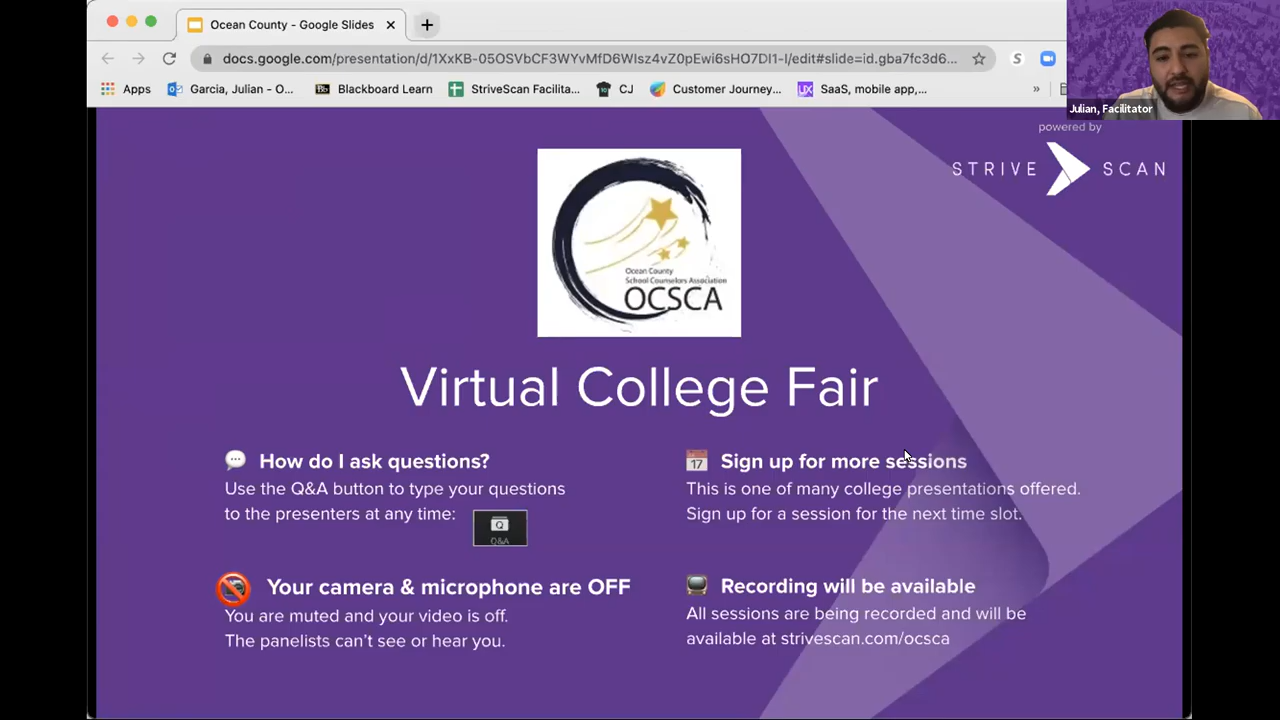 Ocean County - Google Slides
docs.google.com/presentation/d/1XxKB-05OSVbCF3WYvMfD6WIsz4vZ0pEwi6sHO7DI1-I/edit#slide=id.gba7fc3d6...
Apps
Garcia, Julian - O...
Blackboard Learn
StriveScan Facilita...
CJ
Customer Journey...
SaaS, mobile app,...
»
Julian, Facilitator
powered by
STRIVE SCAN
Ocean County
School Counselors Association
OCSCA
Virtual College Fair
How do I ask questions?
Use the Q&A button to type your questions
to the presenters at any time:
Q&A
Your camera & microphone are OFF
You are muted and your video is off.
The panelists can't see or hear you.
17
Sign up for more sessions
This is one of many college presentations offered.
Sign up for a session for the next time slot.
Recording will be available
All sessions are being recorded and will be
available at strivescan.com/ocsca